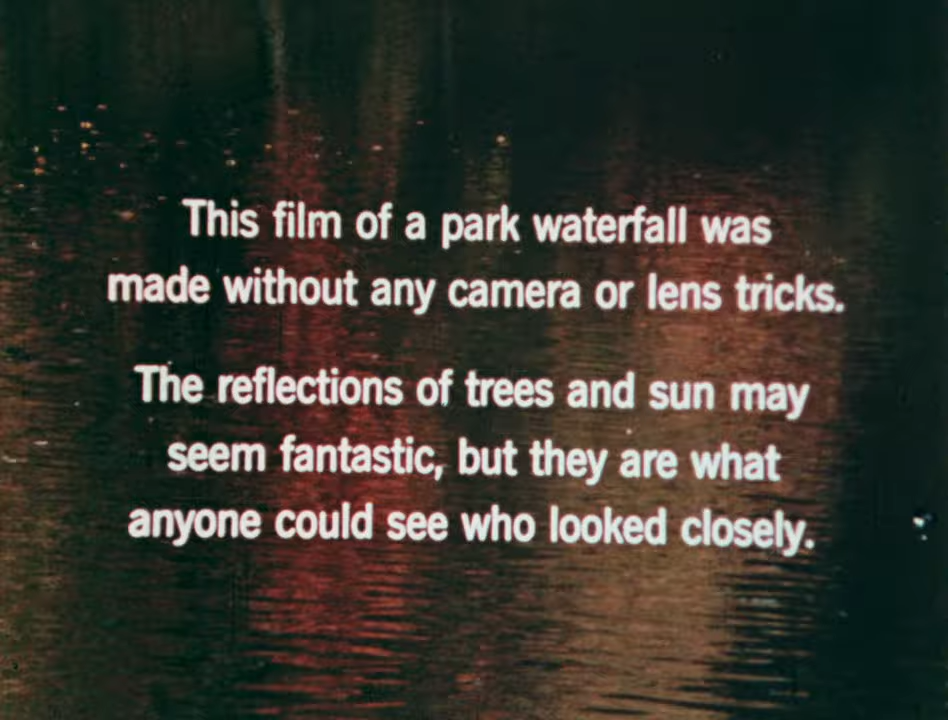 This film of a park waterfall was
made without any camera or lens tricks.
The reflections of trees and sun may
seem fantastic, but they are what
anyone could see who looked closely.